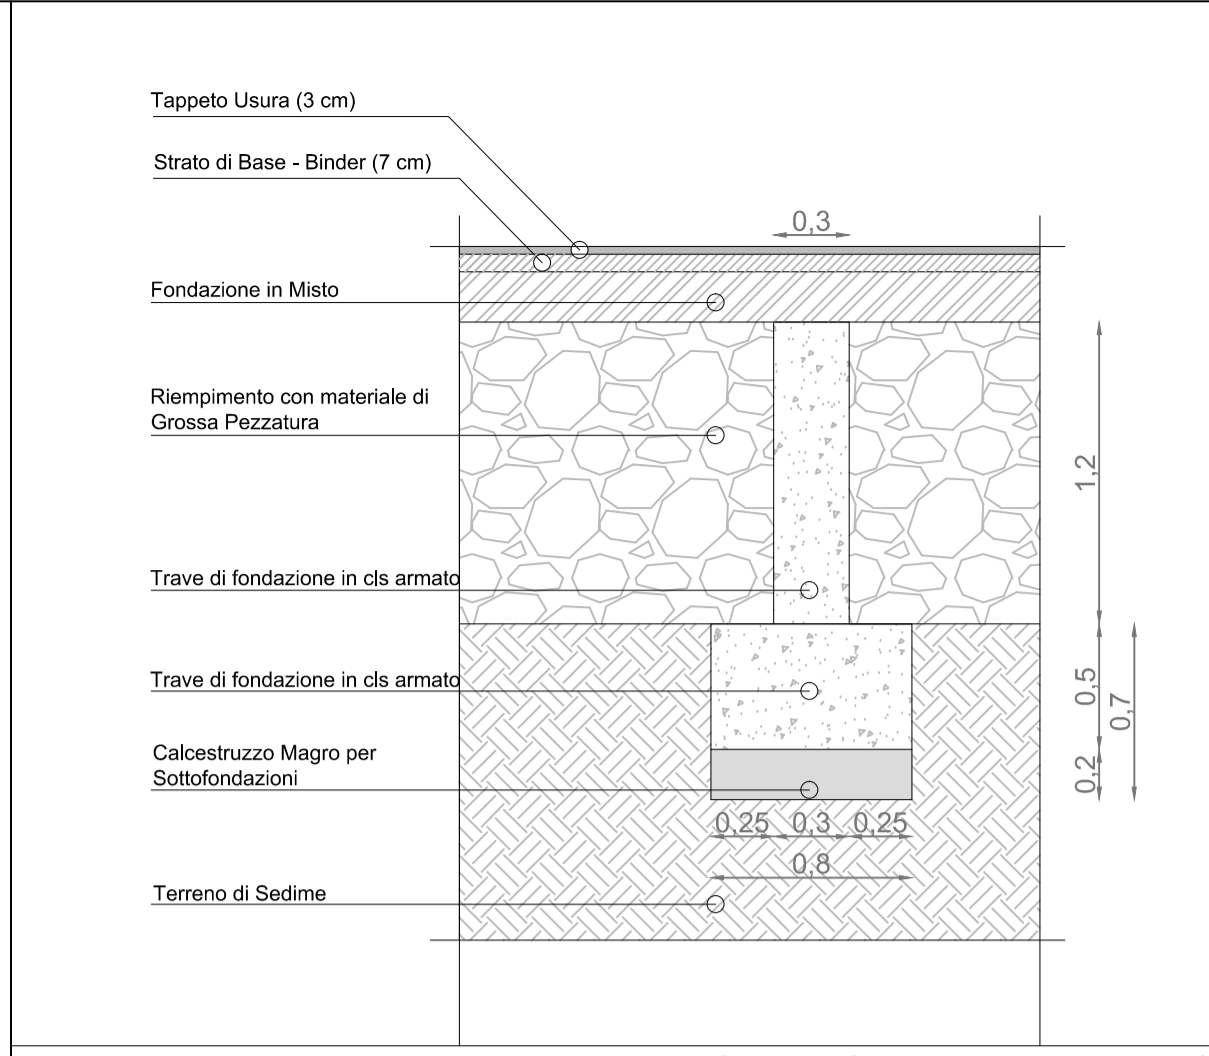 Tappeto Usura (3 cm)
Strato di Base - Binder (7 cm)
0,3
Fondazione in Misto
Riempimento con materiale di
Grossa Pezzatura
1,2
Trave di fondazione in cls armato
Trave di fondazione in cls armato
0,5
0,7
Calcestruzzo Magro per
Sottofondazioni
0,2
0,25 0,3 0,25
0,8
Terreno di Sedime